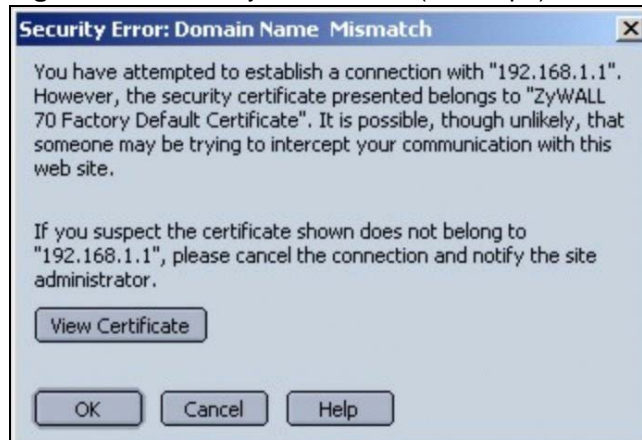 Security Error: Domain Name Mismatch
You have attempted to establish a connection with "192.168.1.1".
However, the security certificate presented belongs to "ZyWALL
70 Factory Default Certificate". It is possible, though unlikely, that
someone may be trying to intercept your communication with this
web site.
If you suspect the certificate shown does not belong to
"192.168.1.1", please cancel the connection and notify the site
administrator.
View Certificate
OK Cancel Help